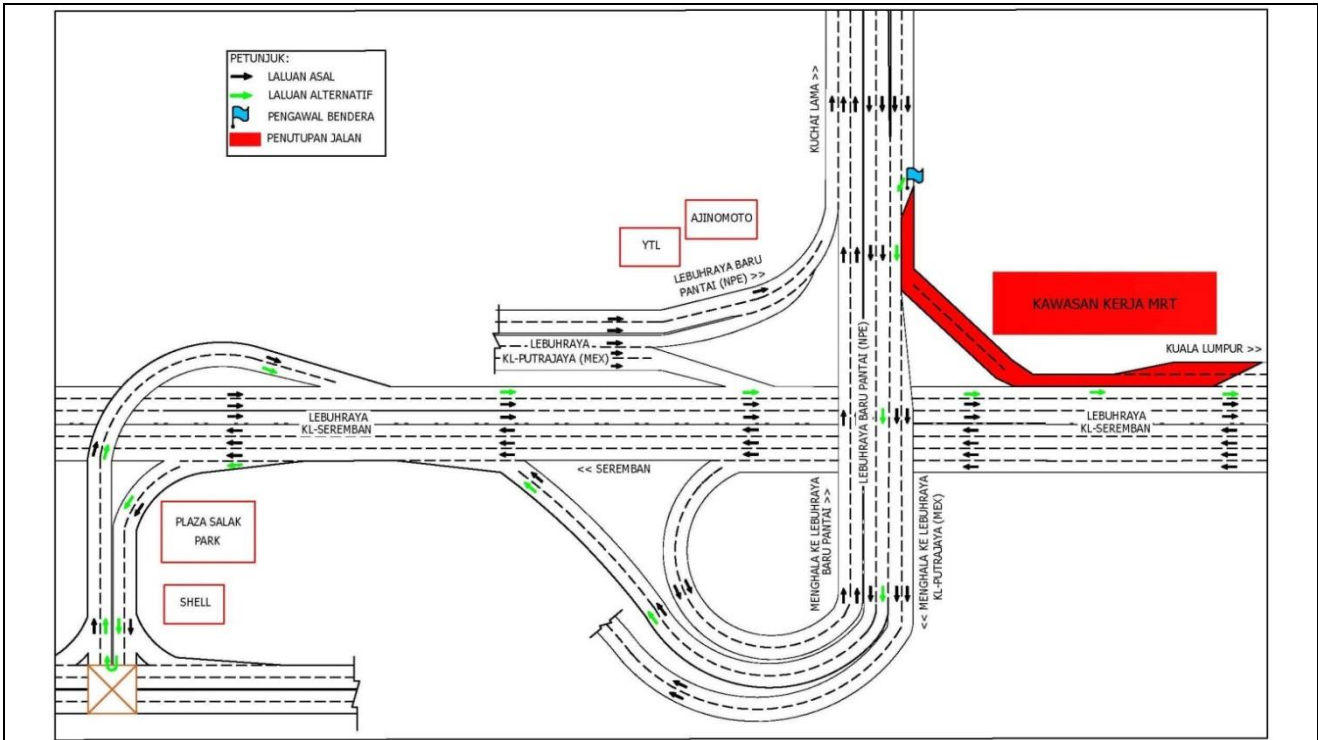 PETUNJUK:
LALUAN ASAL
LALUAN ALTERNATIF
PENGAWAL BENDERA
PENUTUPAN JALAN
KUCHAI LAMA >>
AJINOMOTO
YTL
LEBUHRAYA BARU
PANTAI (NPE) >>
LEBUHRAYA
KL-PUTRAJAYA (MEX)
KAWASAN KERJA MRT
KUALA LUMPUR >>
LEBUHRAYA BARU PANTAI (NPE)
LEBUHRAYA
KL-SEREMBAN
LEBUHRAYA
KL-SEREMBAN
<< SEREMBAN
MENGHALA KE LEBUHRAYA
BARU PANTAI >>
<< MENGHALA KE LEBUHRAYA
KL-PUTRAJAYA (MEX)
PLAZA SALAK
PARK
SHELL